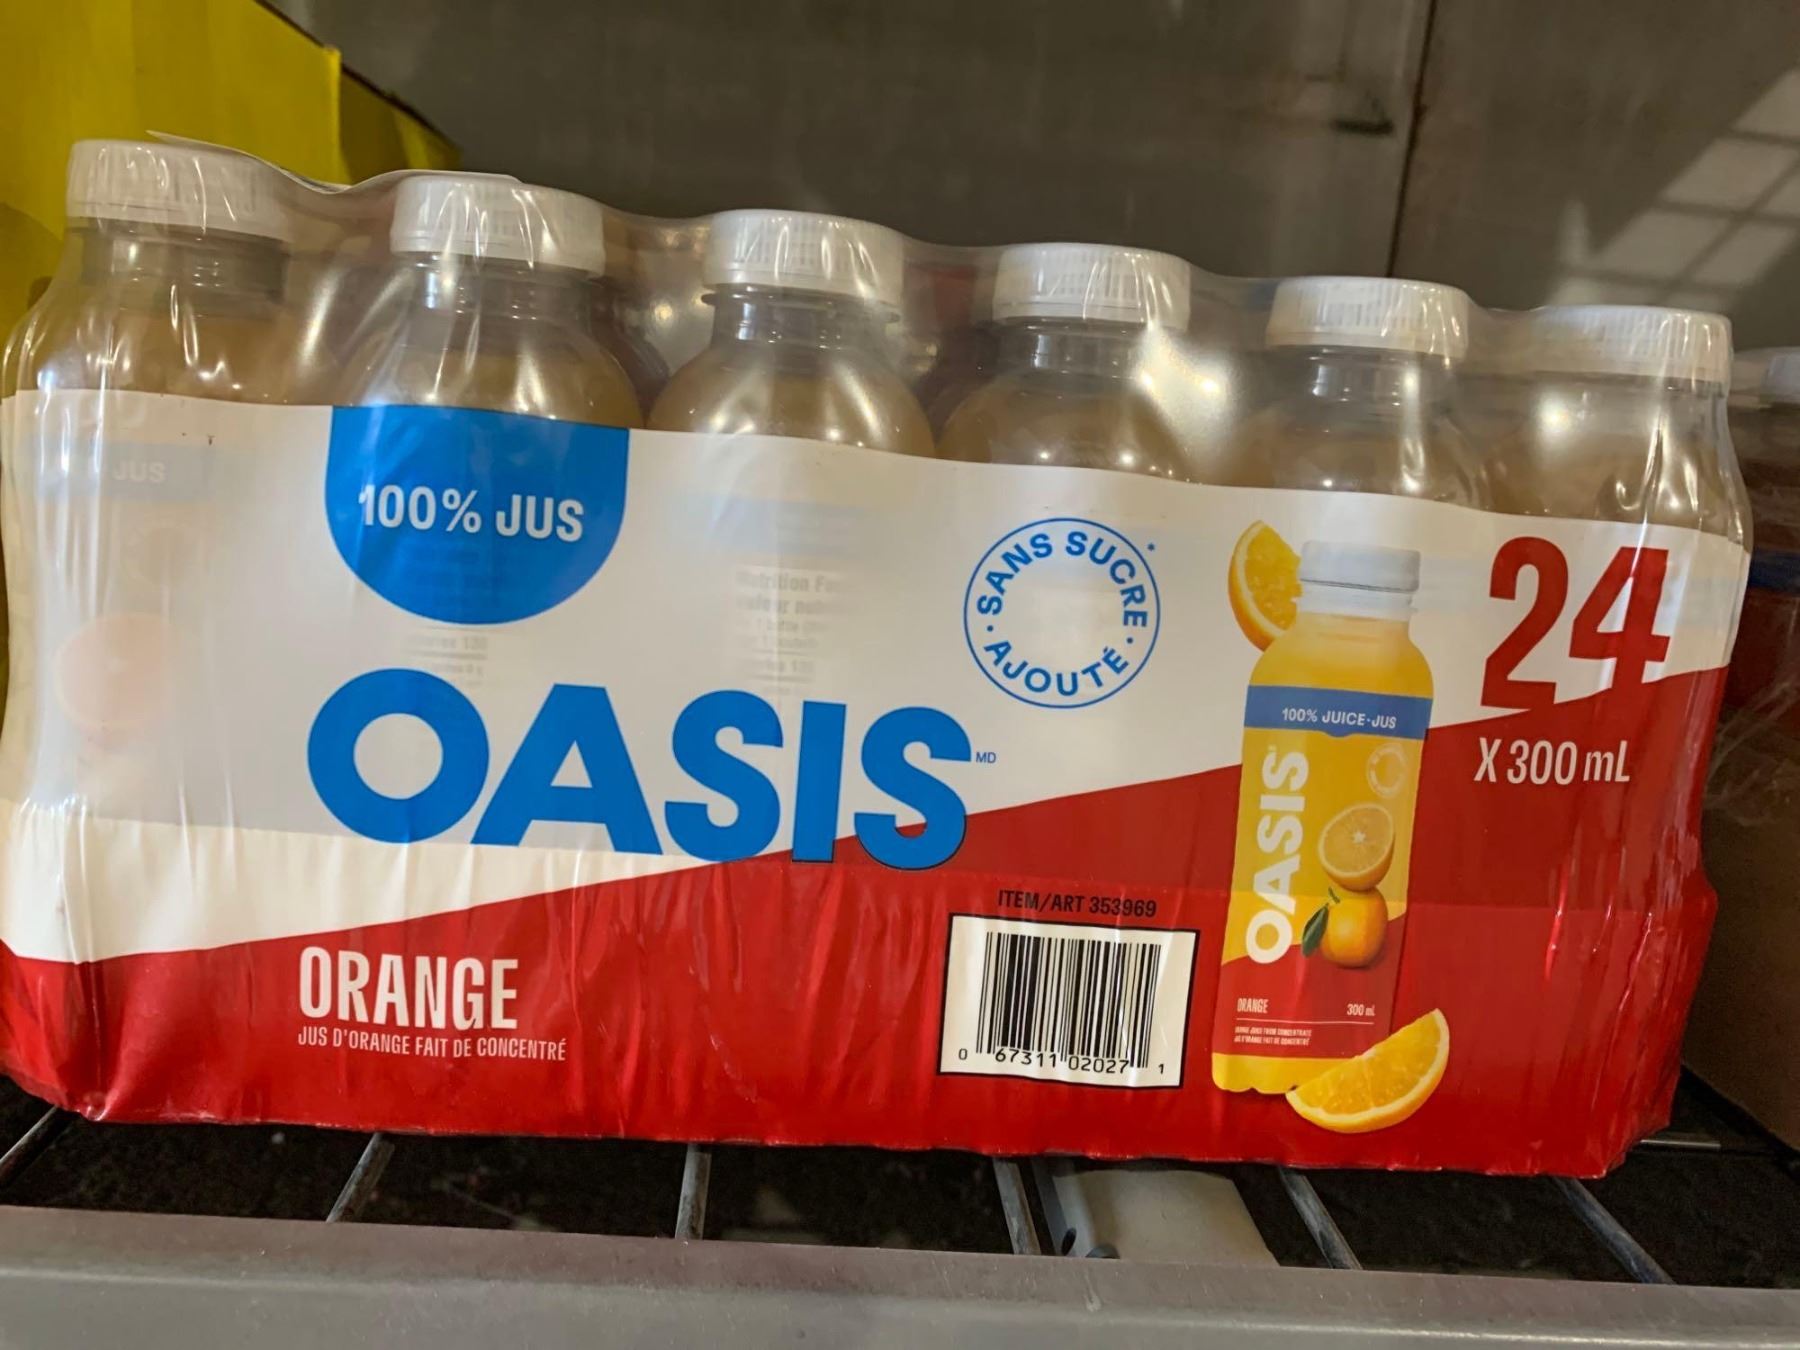 100% JUS
JUS
SANS SUCRE*
· AJOUTÉ ·
24
X 300 mL
100% JUICE·JUS
OASIS
OASIS MD
ITEM/ART 353969
0 67311 02027 1
ORANGE
JUS D'ORANGE FAIT DE CONCENTRÉ
ORANGE
300 mL